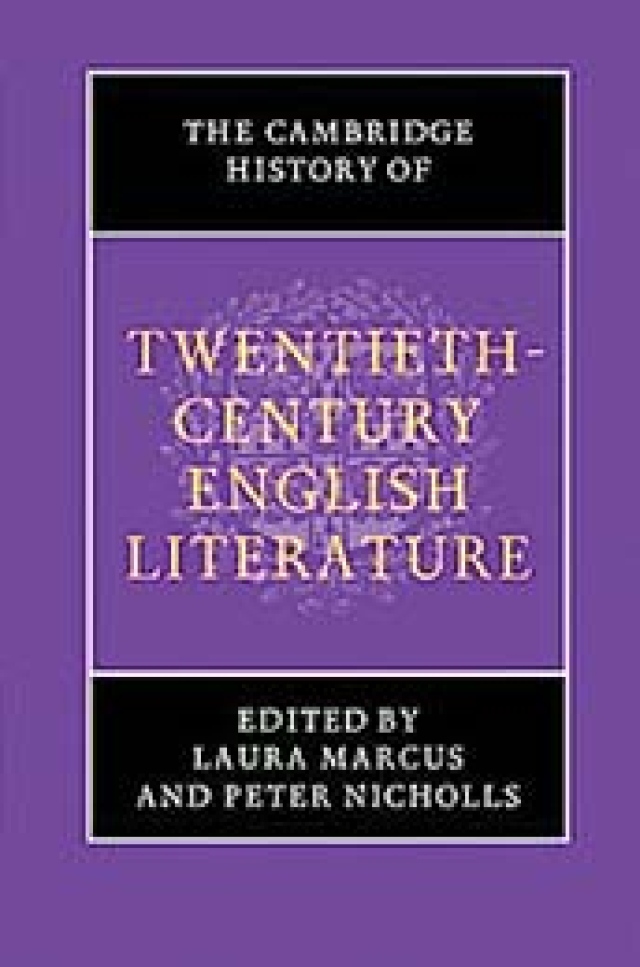 THE CAMBRIDGE
HISTORY OF
TWENTIETH-
CENTURY
ENGLISH
LITERATURE
EDITED BY
LAURA MARCUS
AND PETER NICHOLLS